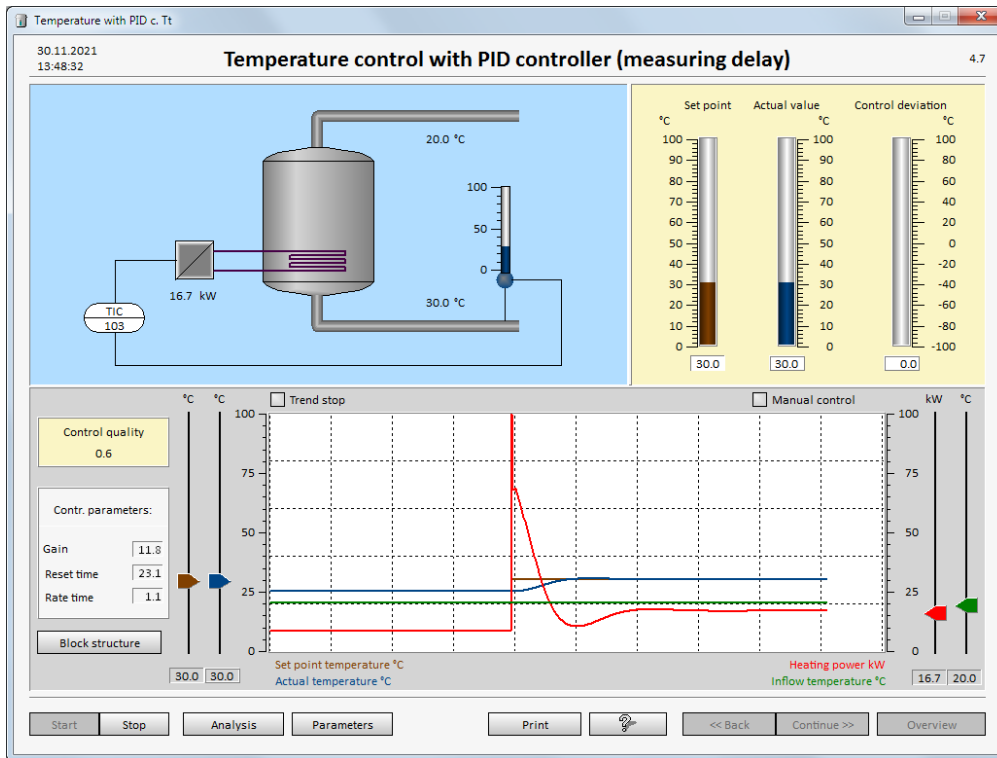 Temperature with PID c. Tt
30.11.2021
13:48:32
Temperature control with PID controller (measuring delay)
4.7
20.0 °C
100
50
0
30.0 °C
16.7 kW
TIC
103
Set point Actual value Control deviation
°C °C °C
100 100 100
90 90 80
80 80 60
70 70 40
60 60 20
50 50 0
40 40 -20
30 30 -40
20 20 -60
10 10 -80
0 0 -100
30.0 30.0 0.0
°C °C Trend stop Manual control kW °C
Control quality
0.6
Contr. parameters:
Gain 11.8
Reset time 23.1
Rate time 1.1
Block structure
100 100
75 75
50 50
25 25
0 0
30.0 30.0
Set point temperature °C Heating power kW
Actual temperature °C Inflow temperature °C
16.7 20.0
Start Stop Analysis Parameters Print ? << Back Continue >> Overview